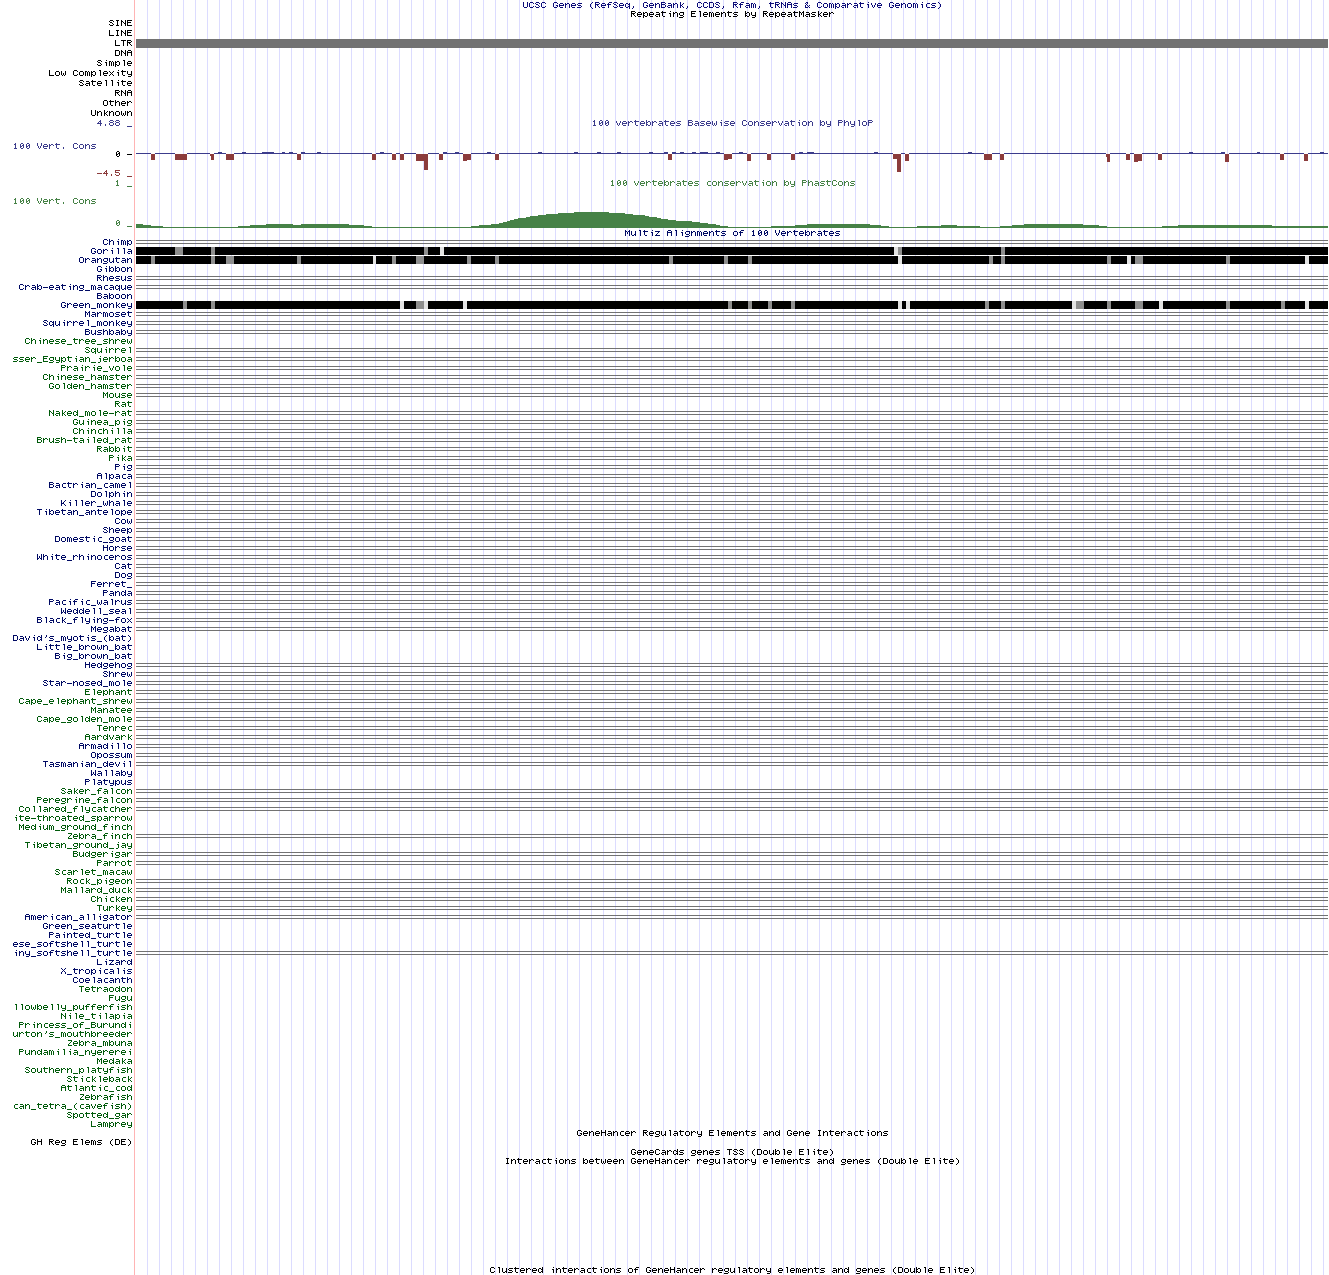 UCSC Genes (RefSeq, GenBank, CCDS, Rfam, tRNAs & Comparative Genomics)
Repeating Elements by RepeatMasker
SINE
LINE
LTR
DNA
Simple
Low Complexity
Satellite
RNA
Other
Unknown
4.88 _
100 vertebrates Basewise Conservation by PhyloP
100 Vert. Cons
0 _
-4.5 _
1 _
100 vertebrates conservation by PhastCons
100 Vert. Cons
0 _
Multiz Alignments of 100 Vertebrates
Chimp
Gorilla
Orangutan
Gibbon
Rhesus
Crab-eating_macaque
Baboon
Green_monkey
Marmoset
Squirrel_monkey
Bushbaby
Chinese_tree_shrew
Squirrel
sser_Egyptian_jerboa
Prairie_vole
Chinese_hamster
Golden_hamster
Mouse
Rat
Naked_mole-rat
Guinea_pig
Chinchilla
Brush-tailed_rat
Rabbit
Pika
Pig
Alpaca
Bactrian_camel
Dolphin
Killer_whale
Tibetan_antelope
Cow
Sheep
Domestic_goat
Horse
White_rhinoceros
Cat
Dog
Ferret_
Panda
Pacific_walrus
Weddell_seal
Black_flying-fox
Megabat
David's_myotis_(bat)
Little_brown_bat
Big_brown_bat
Hedgehog
Shrew
Star-nosed_mole
Elephant
Cape_elephant_shrew
Manatee
Cape_golden_mole
Tenrec
Aardvark
Armadillo
Opossum
Tasmanian_devil
Wallaby
Platypus
Saker_falcon
Peregrine_falcon
Collared_flycatcher
ite-throated_sparrow
Medium_ground_finch
Zebra_finch
Tibetan_ground_jay
Budgerigar
Parrot
Scarlet_macaw
Rock_pigeon
Mallard_duck
Chicken
Turkey
American_alligator
Green_seaturtle
Painted_turtle
ese_softshell_turtle
iny_softshell_turtle
Lizard
X_tropicalis
Coelacanth
Tetraodon
Fugu
llowbelly_pufferfish
Nile_tilapia
Princess_of_Burundi
urton's_mouthbreeder
Zebra_mbuna
Pundamilia_nyererei
Medaka
Southern_platyfish
Stickleback
Atlantic_cod
Zebrafish
can_tetra_(cavefish)
Spotted_gar
Lamprey
GeneHancer Regulatory Elements and Gene Interactions
GH Reg Elems (DE)
GeneCards genes TSS (Double Elite)
Interactions between GeneHancer regulatory elements and genes (Double Elite)
Clustered interactions of GeneHancer regulatory elements and genes (Double Elite)